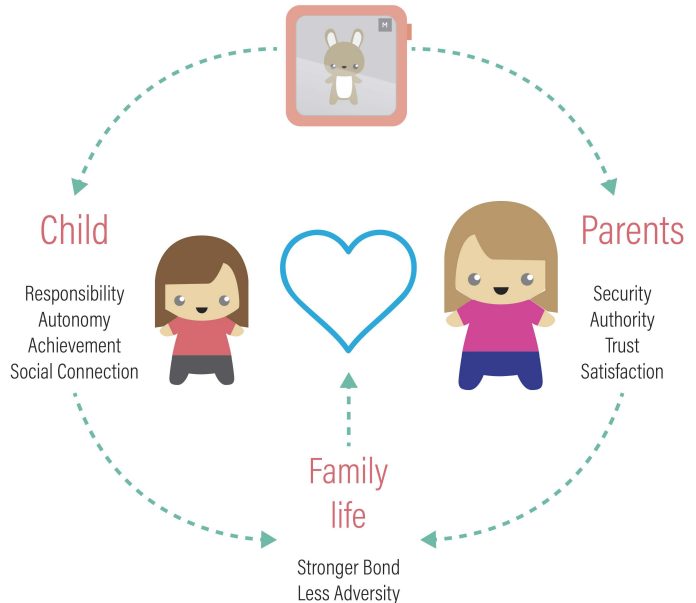 M
Child
Responsibility
Autonomy
Achievement
Social Connection
Parents
Security
Authority
Trust
Satisfaction
Family
life
Stronger Bond
Less Adversity